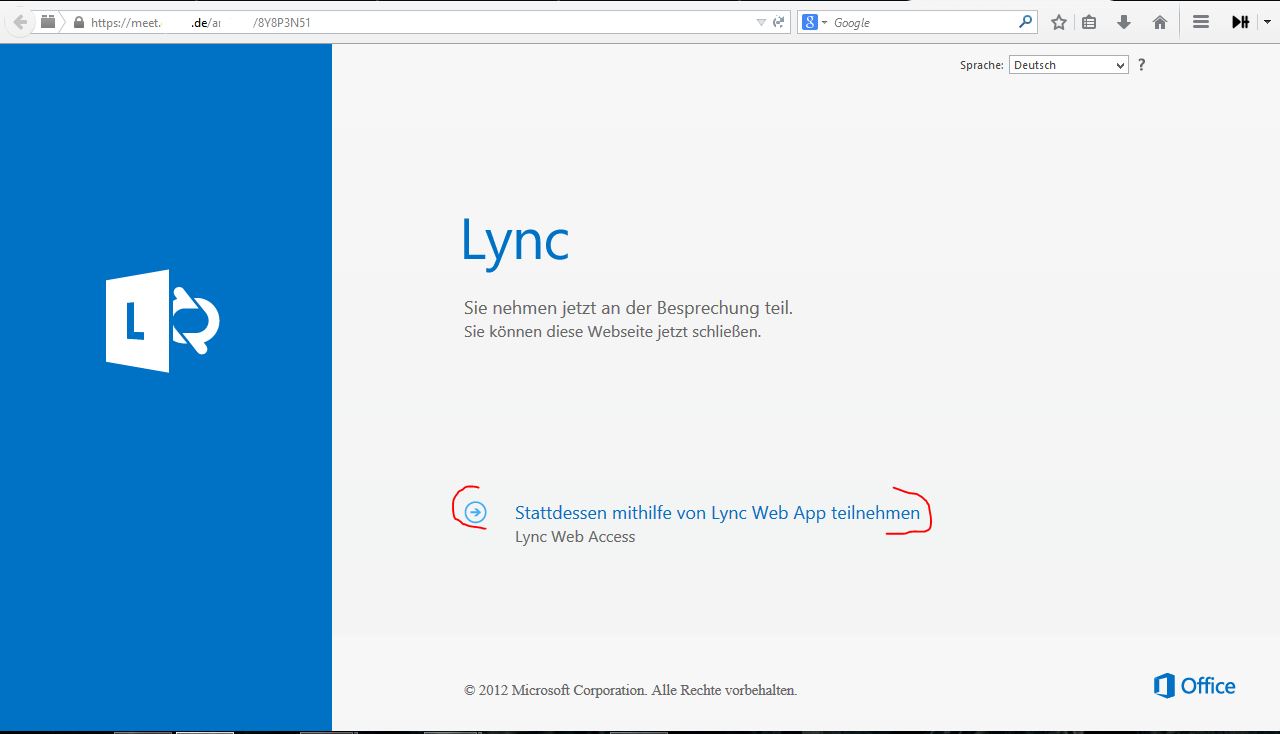 https://meet. .de/ar /8Y8P3N51
Google
Sprache: Deutsch ?
L
Lync
Sie nehmen jetzt an der Besprechung teil.
Sie können diese Webseite jetzt schließen.
Stattdessen mithilfe von Lync Web App teilnehmen
Lync Web Access
© 2012 Microsoft Corporation. Alle Rechte vorbehalten.
Office